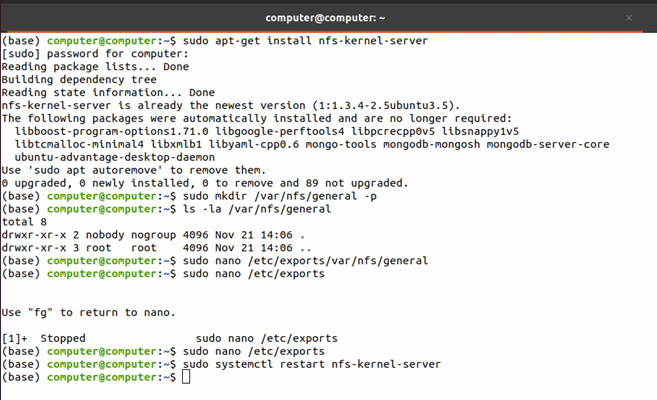 computer@computer: ~
(base) computer@computer:~$ sudo apt-get install nfs-kernel-server
[sudo] password for computer:
Reading package lists... Done
Building dependency tree
Reading state information... Done
nfs-kernel-server is already the newest version (1:1.3.4-2.5ubuntu3.5).
The following packages were automatically installed and are no longer required:
  libboost-program-options1.71.0 libgoogle-perftools4 libpcrecpp0v5 libsnappy1v5
  libtcmalloc-minimal4 libxmlb1 libyaml-cpp0.6 mongo-tools mongodb-mongosh mongodb-server-core
  ubuntu-advantage-desktop-daemon
Use 'sudo apt autoremove' to remove them.
0 upgraded, 0 newly installed, 0 to remove and 89 not upgraded.
(base) computer@computer:~$ sudo mkdir /var/nfs/general -p
(base) computer@computer:~$ ls -la /var/nfs/general
total 8
drwxr-xr-x 2 nobody nogroup 4096 Nov 21 14:06 .
drwxr-xr-x 3 root   root    4096 Nov 21 14:06 ..
(base) computer@computer:~$ sudo nano /etc/exports/var/nfs/general
(base) computer@computer:~$ sudo nano /etc/exports
Use "fg" to return to nano.
[1]+  Stopped                 sudo nano /etc/exports
(base) computer@computer:~$ sudo nano /etc/exports
(base) computer@computer:~$ sudo systemctl restart nfs-kernel-server
(base) computer@computer:~$